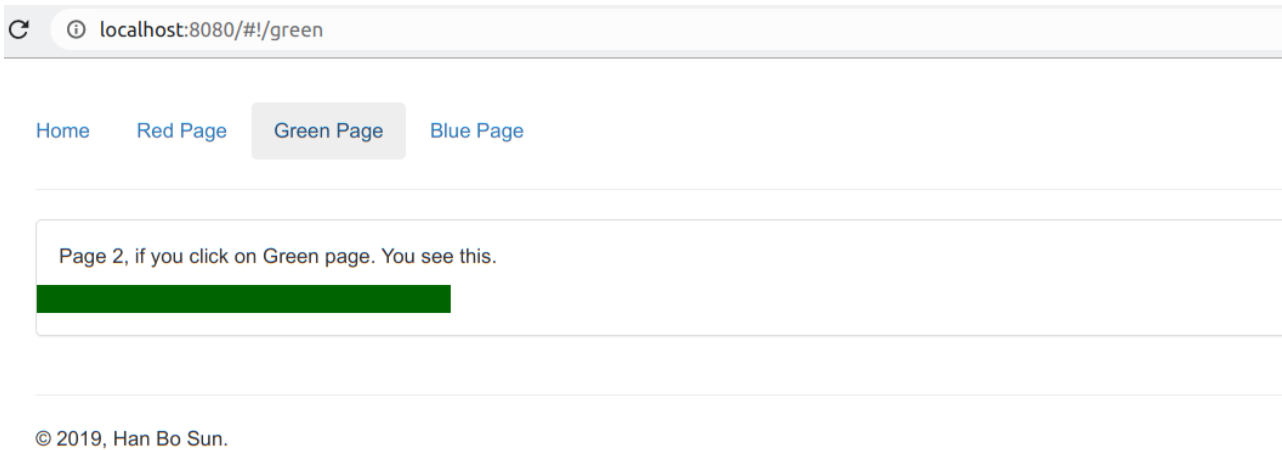 localhost:8080/#!/green
Home Red Page Green Page Blue Page
Page 2, if you click on Green page. You see this.
© 2019, Han Bo Sun.